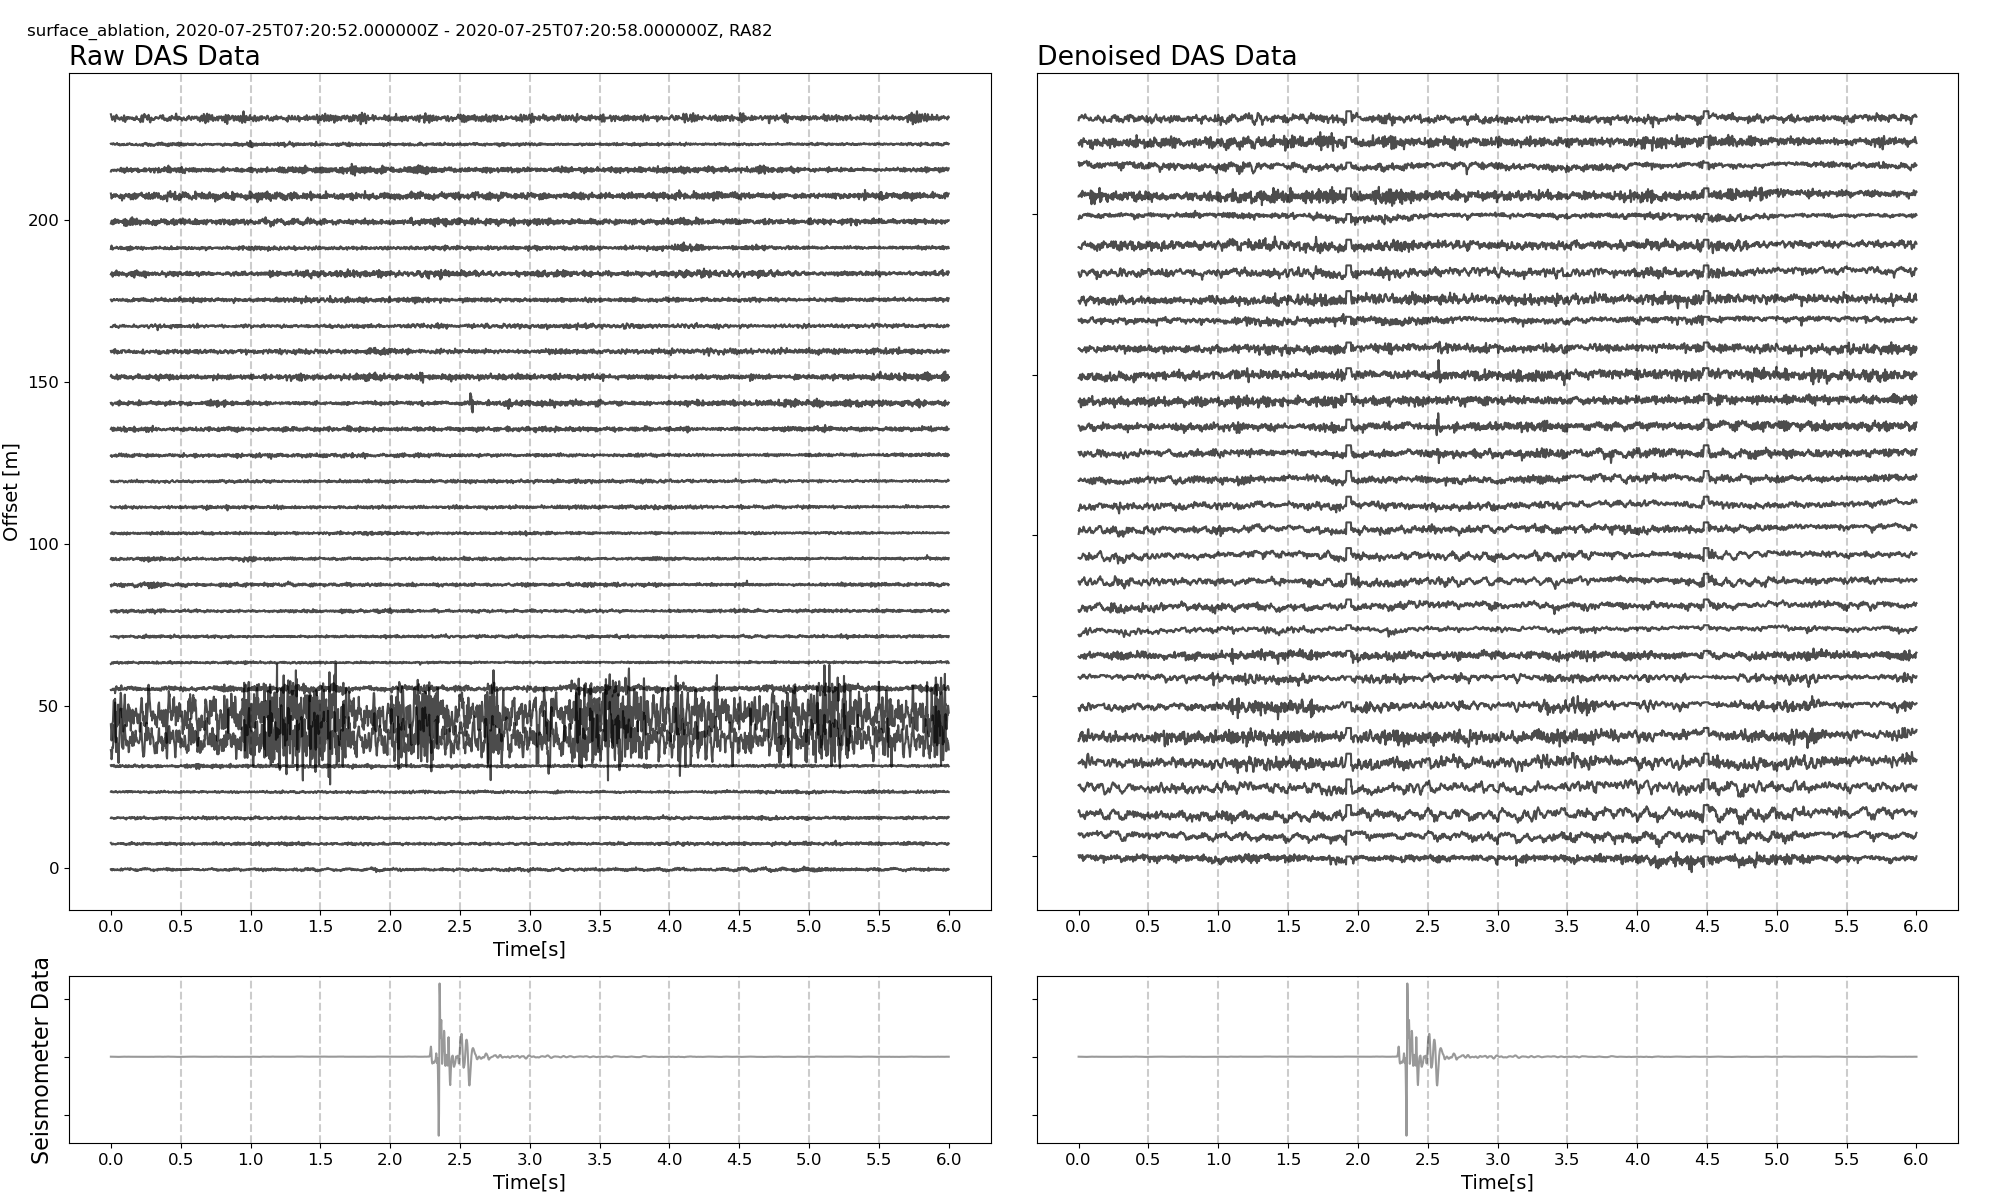 surface_ablation, 2020-07-25T07:20:52.000000Z - 2020-07-25T07:20:58.000000Z, RA82
Raw DAS Data
Denoised DAS Data
Offset [m]
200
150
100
50
0
0.0 0.5 1.0 1.5 2.0 2.5 3.0 3.5 4.0 4.5 5.0 5.5 6.0
Time[s]
0.0 0.5 1.0 1.5 2.0 2.5 3.0 3.5 4.0 4.5 5.0 5.5 6.0
Seismometer Data
0.0 0.5 1.0 1.5 2.0 2.5 3.0 3.5 4.0 4.5 5.0 5.5 6.0
Time[s]
0.0 0.5 1.0 1.5 2.0 2.5 3.0 3.5 4.0 4.5 5.0 5.5 6.0
Time[s]